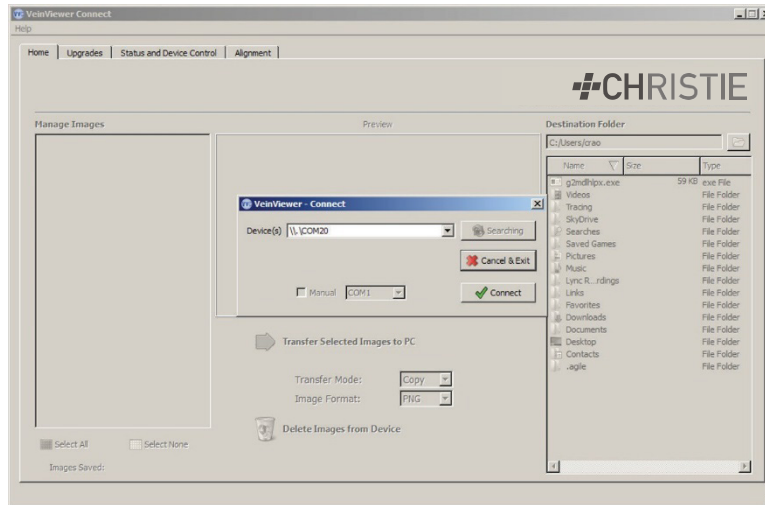 VeinViewer Connect
Help
Home Upgrades Status and Device Control Alignment
CHRISTIE
Manage Images Preview Destination Folder
C:/Users/crao
Name Size Type
g2mdlhlpx.exe 59 KB exe File
Videos File Folder
Tracing File Folder
SkyDrive File Folder
Searches File Folder
Saved Games File Folder
Pictures File Folder
Music File Folder
Lync R...rdings File Folder
Links File Folder
Favorites File Folder
Downloads File Folder
Documents File Folder
Desktop File Folder
Contacts File Folder
.agile File Folder
VeinViewer - Connect
Device(s) \\.\COM20 Searching
Cancel & Exit
Manual COM1 Connect
Transfer Selected Images to PC
Transfer Mode: Copy
Image Format: PNG
Delete Images from Device
Select All Select None
Images Saved: